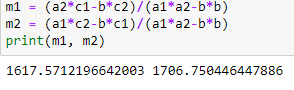 m1 = (a2*c1-b*c2)/(a1*a2-b*b)
m2 = (a1*c2-b*c1)/(a1*a2-b*b)
print(m1, m2)
1617.5712196642003 1706.750446447886